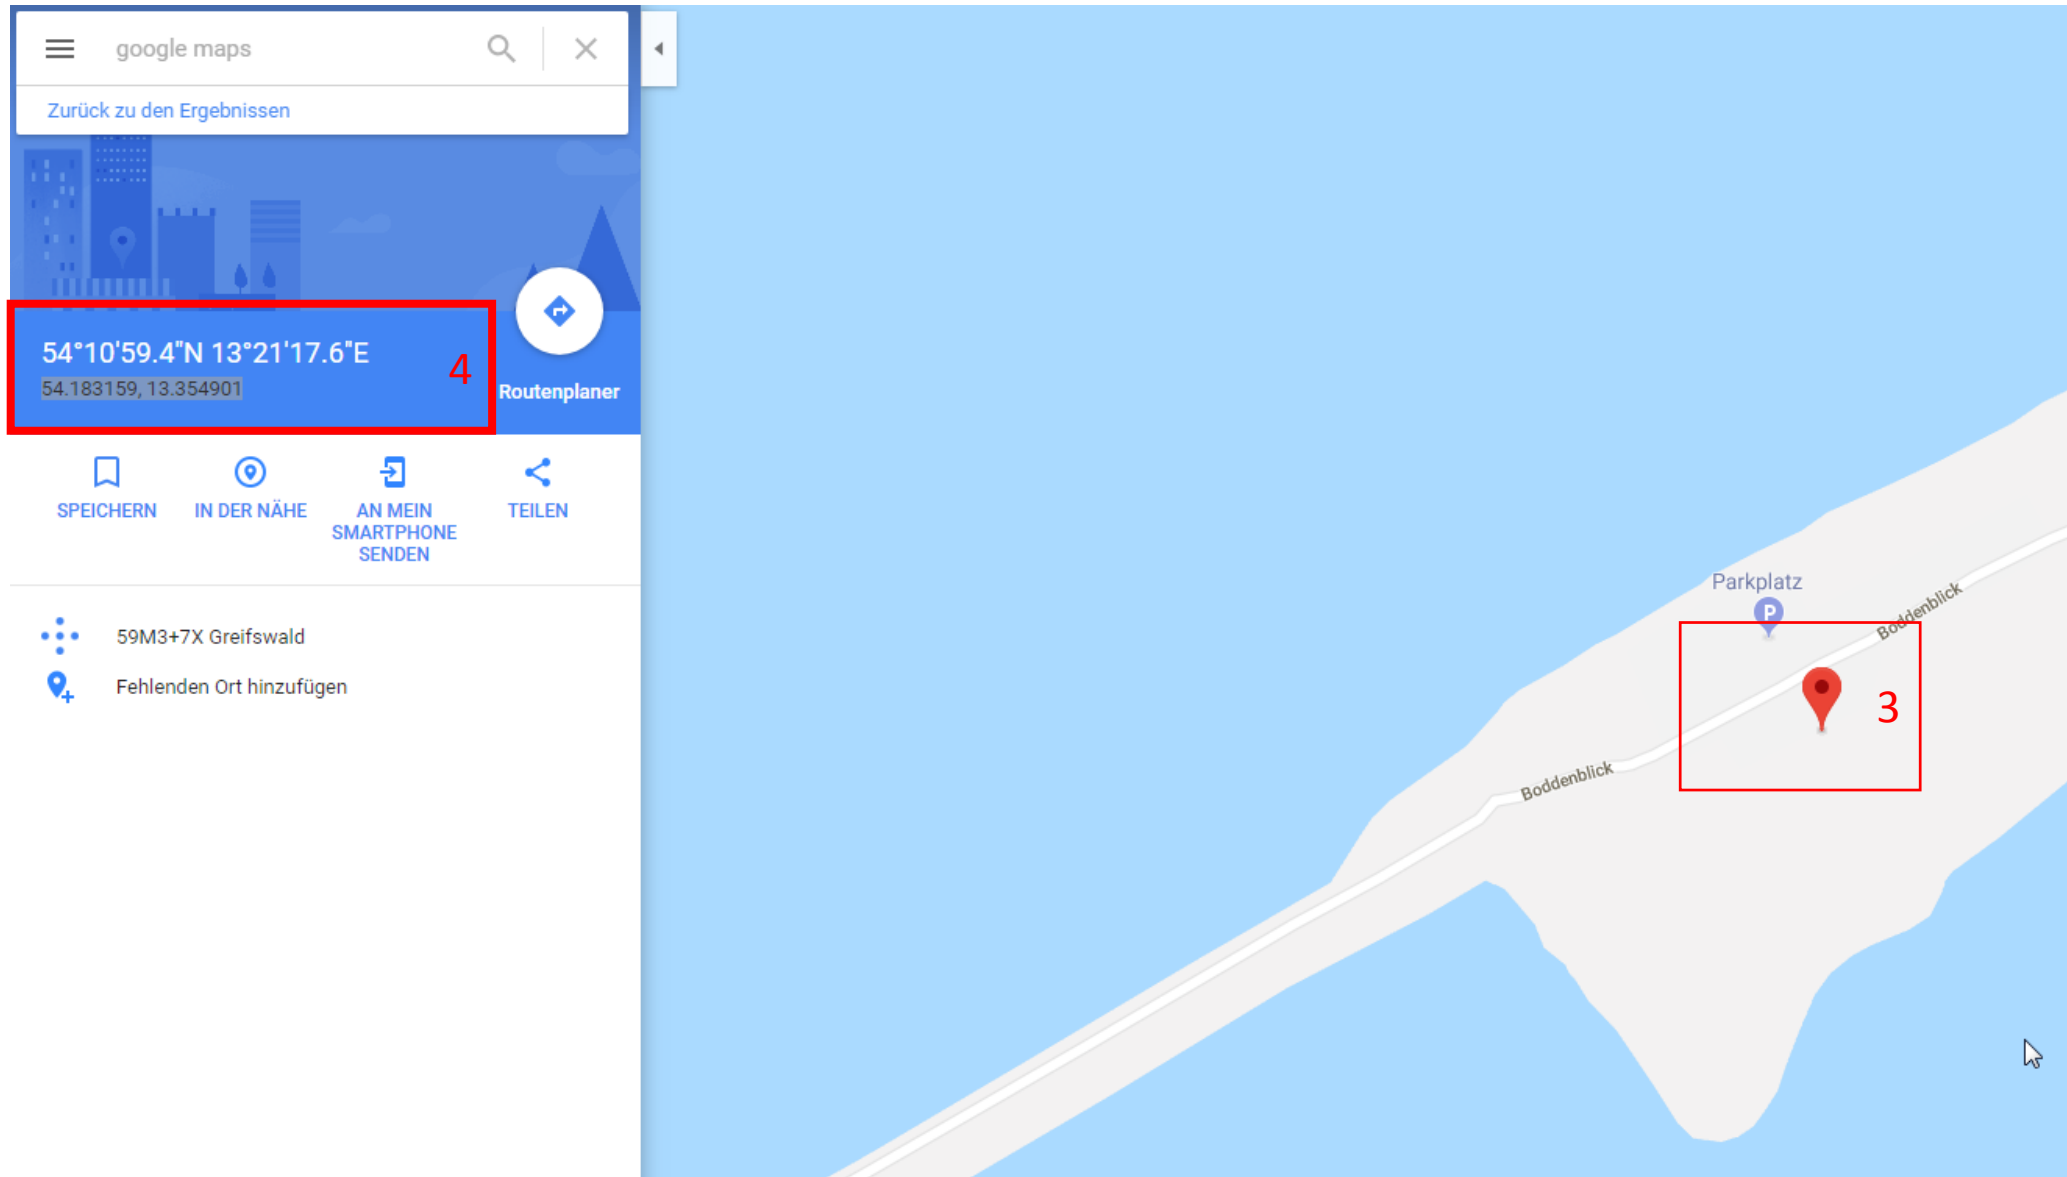 google maps
Zurück zu den Ergebnissen
54°10'59.4"N 13°21'17.6"E
54.183159, 13.354901
4
Routenplaner
SPEICHERN
IN DER NÄHE
AN MEIN
SMARTPHONE
SENDEN
TEILEN
59M3+7X Greifswald
Fehlenden Ort hinzufügen
Parkplatz
P
Boddenblick
3
Boddenblick